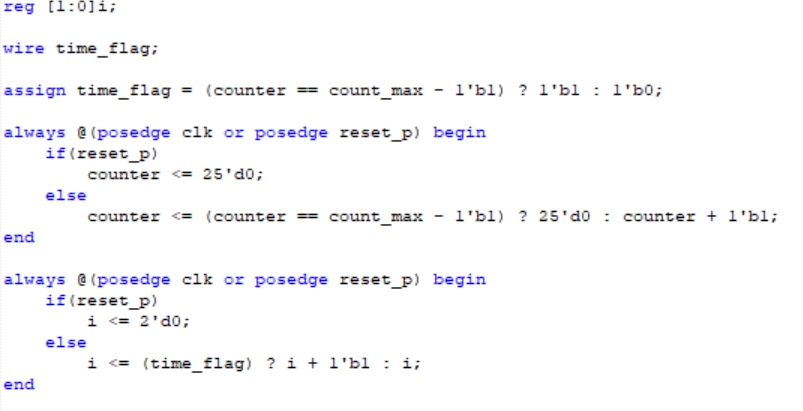 reg [1:0]i;
wire time_flag;
assign time_flag = (counter == count_max - 1'b1) ? 1'b1 : 1'b0;
always @(posedge clk or posedge reset_p) begin
if(reset_p)
counter <= 25'd0;
else
counter <= (counter == count_max - 1'b1) ? 25'd0 : counter + 1'b1;
end
always @(posedge clk or posedge reset_p) begin
if(reset_p)
i <= 2'd0;
else
i <= (time_flag) ? i + 1'b1 : i;
end